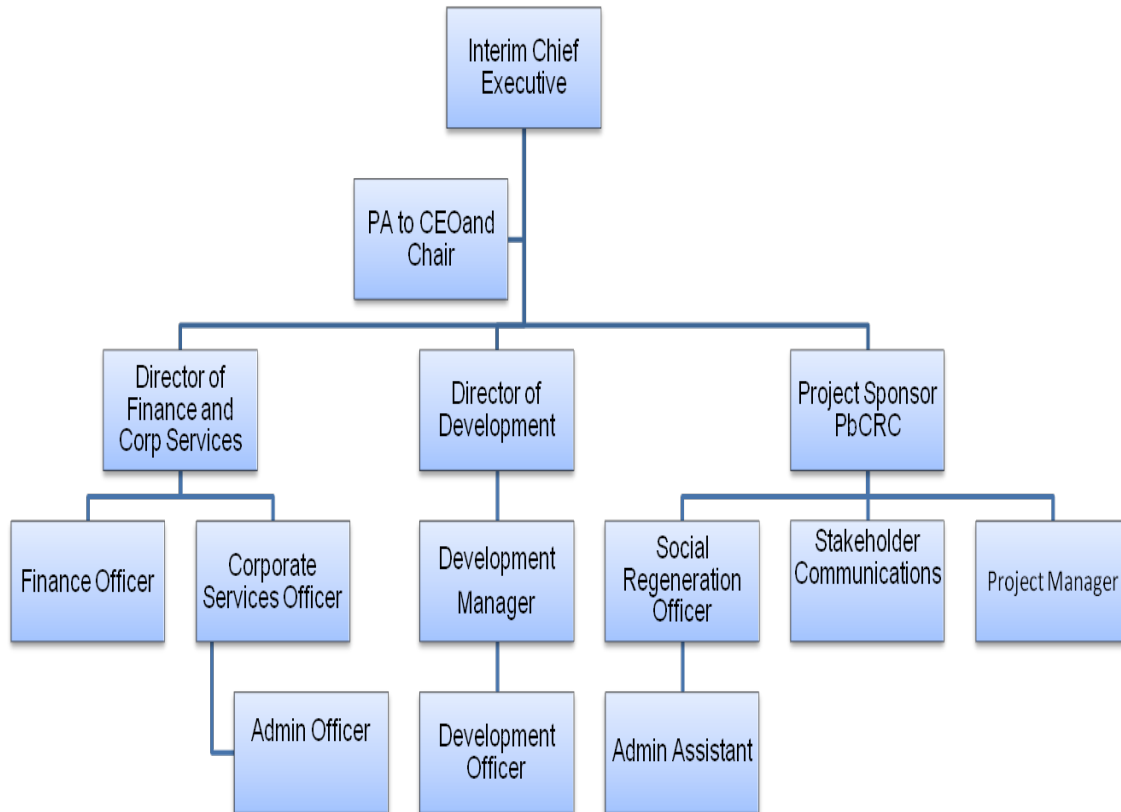 Interim Chief
Executive
PA to CEOand
Chair
Director of
Finance and
Corp Services
Director of
Development
Project Sponsor
PbCRC
Finance Officer
Corporate
Services Officer
Development
Manager
Social
Regeneration
Officer
Stakeholder
Communications
Project Manager
Admin Officer
Development
Officer
Admin Assistant